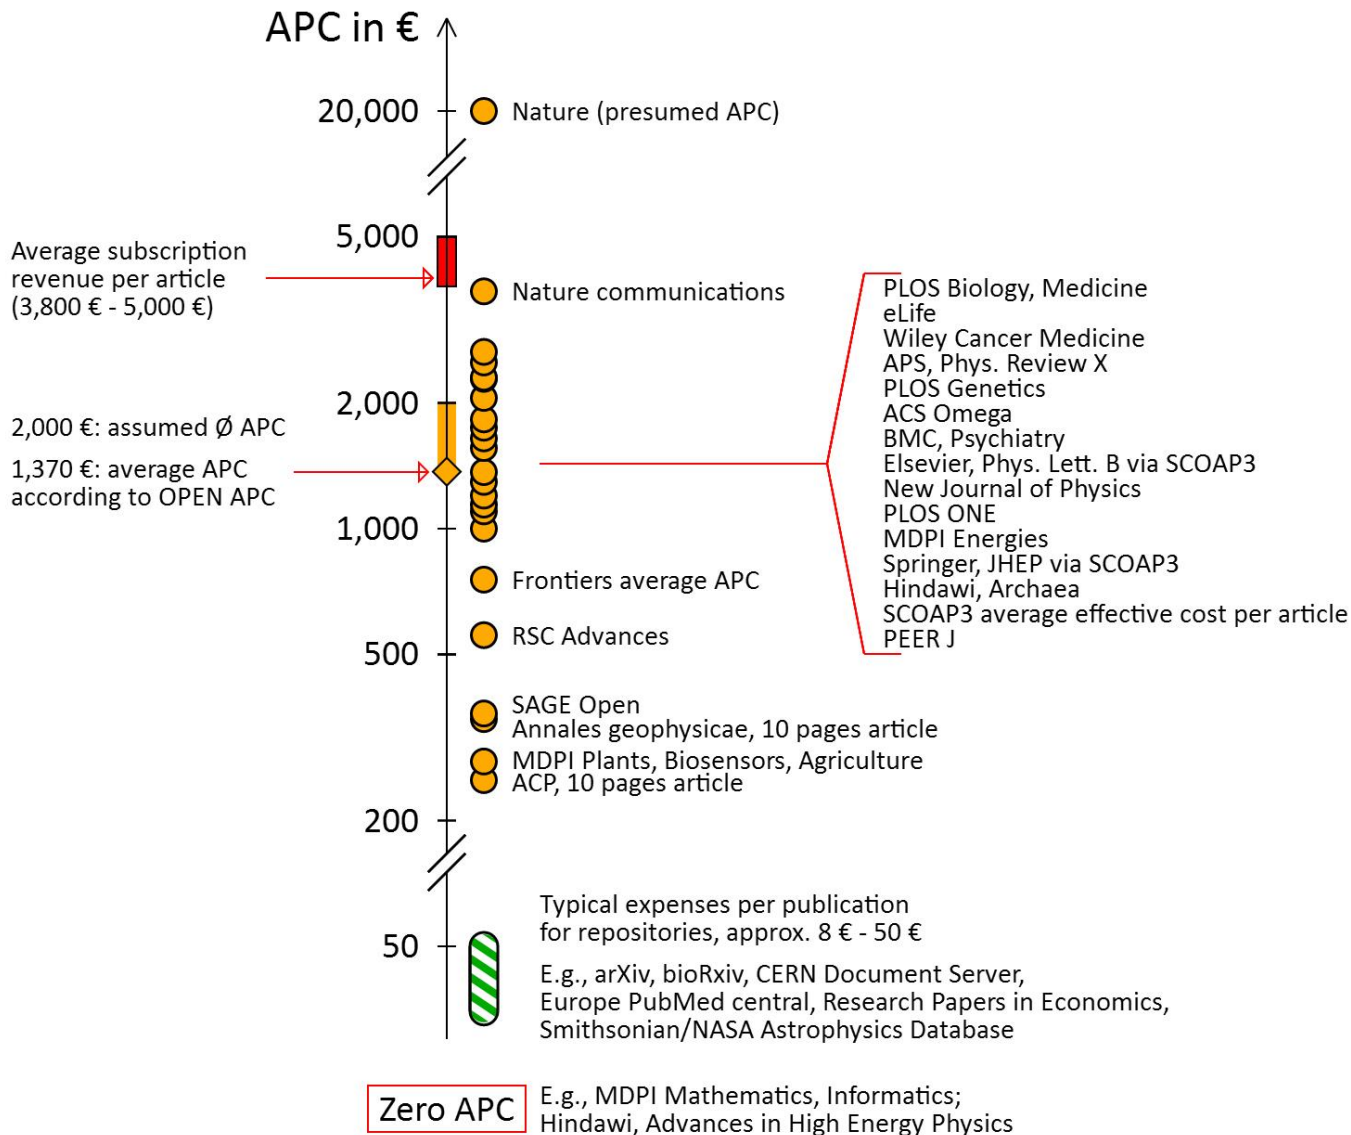 APC in €
20,000
Nature (presumed APC)
5,000
Average subscription
revenue per article
(3,800 € - 5,000 €)
Nature communications
PLOS Biology, Medicine
eLife
Wiley Cancer Medicine
APS, Phys. Review X
PLOS Genetics
ACS Omega
BMC, Psychiatry
Elsevier, Phys. Lett. B via SCOAP3
New Journal of Physics
PLOS ONE
MDPI Energies
Springer, JHEP via SCOAP3
Hindawi, Archaea
SCOAP3 average effective cost per article
PEER J
2,000
2,000 €: assumed Ø APC
1,370 €: average APC
according to OPEN APC
1,000
Frontiers average APC
RSC Advances
500
SAGE Open
Annales geophysicae, 10 pages article
MDPI Plants, Biosensors, Agriculture
ACP, 10 pages article
200
50
Typical expenses per publication
for repositories, approx. 8 € - 50 €
E.g., arXiv, bioRxiv, CERN Document Server,
Europe PubMed central, Research Papers in Economics,
Smithsonian/NASA Astrophysics Database
Zero APC
E.g., MDPI Mathematics, Informatics;
Hindawi, Advances in High Energy Physics